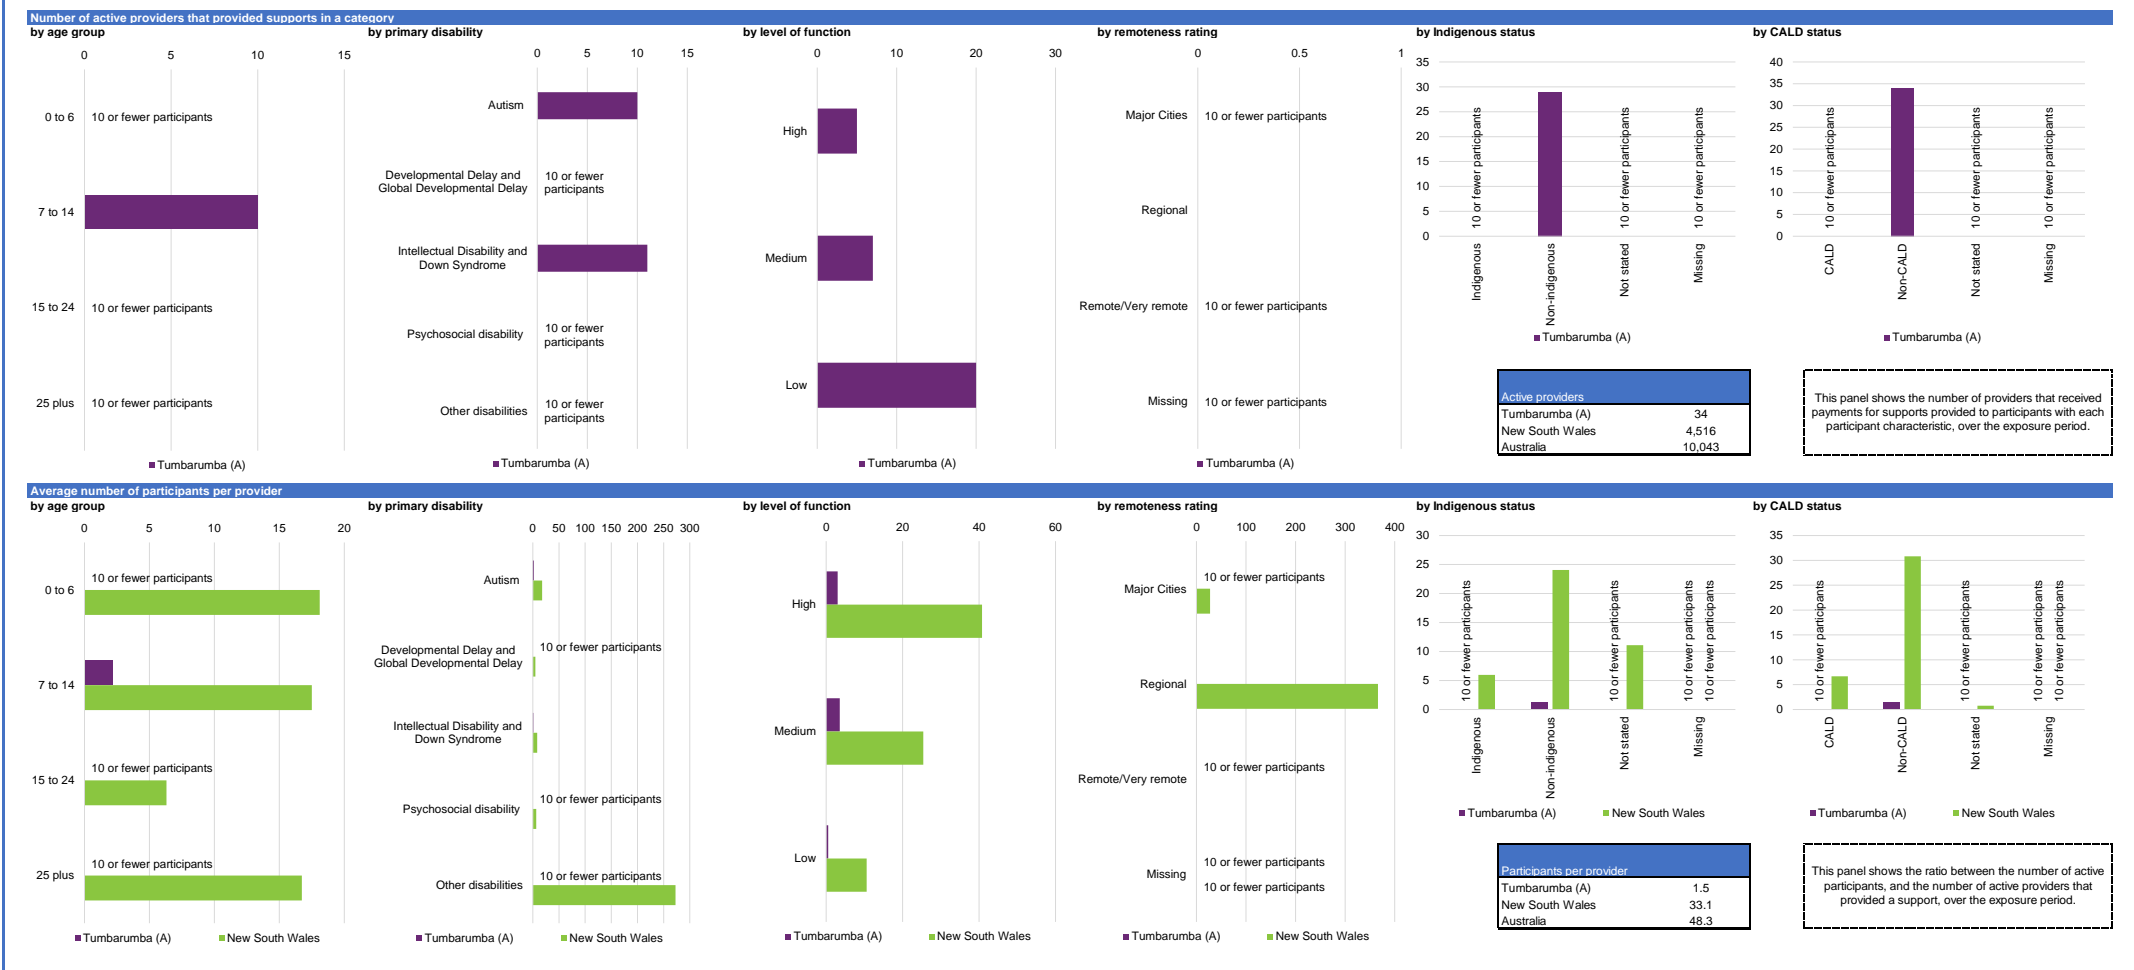 Number of active providers that provided supports in a category
by age group
0 5 10 15
0 to 6
10 or fewer participants
7 to 14
15 to 24
10 or fewer participants
25 plus
10 or fewer participants
Tumbarumba (A)
by primary disability
0 5 10 15
Autism
Developmental Delay and
Global Developmental Delay
10 or fewer
participants
Intellectual Disability and
Down Syndrome
Psychosocial disability
10 or fewer
participants
Other disabilities
10 or fewer
participants
Tumbarumba (A)
by level of function
0 10 20 30
High
Medium
Low
Tumbarumba (A)
by remoteness rating
0 0.5 1
Major Cities
10 or fewer participants
Regional
Remote/Very remote
10 or fewer participants
Missing
10 or fewer participants
Tumbarumba (A)
by Indigenous status
35
30
25
20
15
10
5
0
10 or fewer participants
10 or fewer participants
10 or fewer participants
Indigenous
Non-indigenous
Not stated
Missing
Tumbarumba (A)
by CALD status
40
35
30
25
20
15
10
5
0
10 or fewer participants
10 or fewer participants
10 or fewer participants
CALD
Non-CALD
Not stated
Missing
Tumbarumba (A)
Active providers
Tumbarumba (A) 34
New South Wales 4,516
Australia 10,043
This panel shows the number of providers that received
payments for supports provided to participants with each
participant characteristic, over the exposure period.
Average number of participants per provider
by age group
0 5 10 15 20
0 to 6
10 or fewer participants
7 to 14
15 to 24
10 or fewer participants
25 plus
10 or fewer participants
Tumbarumba (A) New South Wales
by primary disability
0 50 100 150 200 250 300
Autism
Developmental Delay and
Global Developmental Delay
10 or fewer participants
Intellectual Disability and
Down Syndrome
Psychosocial disability
10 or fewer participants
Other disabilities
10 or fewer participants
Tumbarumba (A) New South Wales
by level of function
0 20 40 60
High
Medium
Low
Tumbarumba (A) New South Wales
by remoteness rating
0 100 200 300 400
Major Cities
10 or fewer participants
Regional
Remote/Very remote
10 or fewer participants
Missing
10 or fewer participants
10 or fewer participants
Tumbarumba (A) New South Wales
by Indigenous status
30
25
20
15
10
5
0
10 or fewer participants
10 or fewer participants
10 or fewer participants
10 or fewer participants
Indigenous
Non-indigenous
Not stated
Missing
Tumbarumba (A) New South Wales
by CALD status
35
30
25
20
15
10
5
0
10 or fewer participants
10 or fewer participants
10 or fewer participants
10 or fewer participants
CALD
Non-CALD
Not stated
Missing
Tumbarumba (A) New South Wales
Participants per provider
Tumbarumba (A) 1.5
New South Wales 33.1
Australia 48.3
This panel shows the ratio between the number of active
participants, and the number of active providers that
provided a support, over the exposure period.